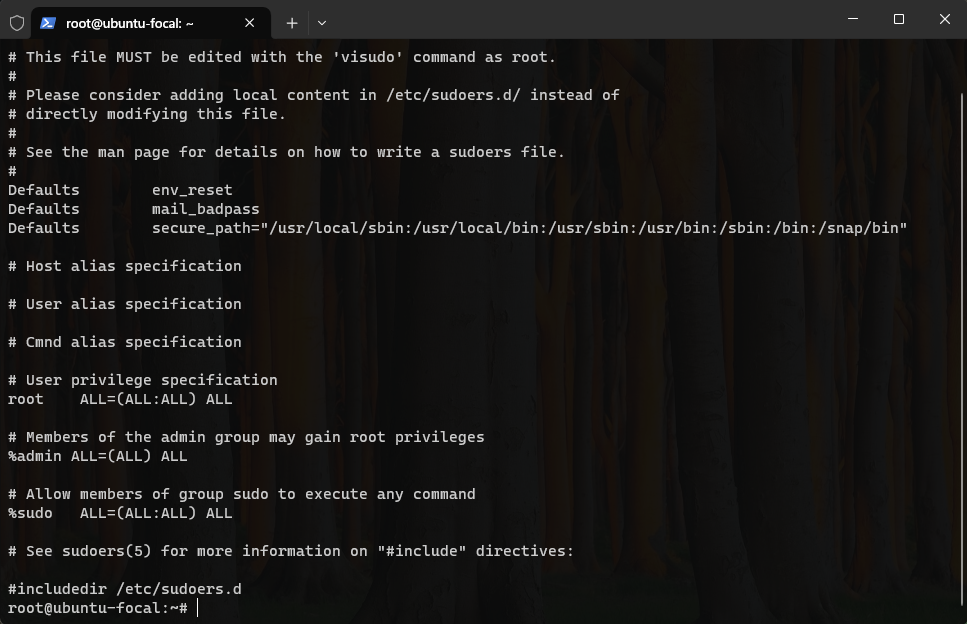 root@ubuntu-focal: ~
# This file MUST be edited with the 'visudo' command as root.
#
# Please consider adding local content in /etc/sudoers.d/ instead of
# directly modifying this file.
#
# See the man page for details on how to write a sudoers file.
#
Defaults        env_reset
Defaults        mail_badpass
Defaults        secure_path="/usr/local/sbin:/usr/local/bin:/usr/sbin:/usr/bin:/sbin:/bin:/snap/bin"

# Host alias specification

# User alias specification

# Cmnd alias specification

# User privilege specification
root    ALL=(ALL:ALL) ALL

# Members of the admin group may gain root privileges
%admin ALL=(ALL) ALL

# Allow members of group sudo to execute any command
%sudo   ALL=(ALL:ALL) ALL

# See sudoers(5) for more information on "#include" directives:

#includedir /etc/sudoers.d
root@ubuntu-focal:~#